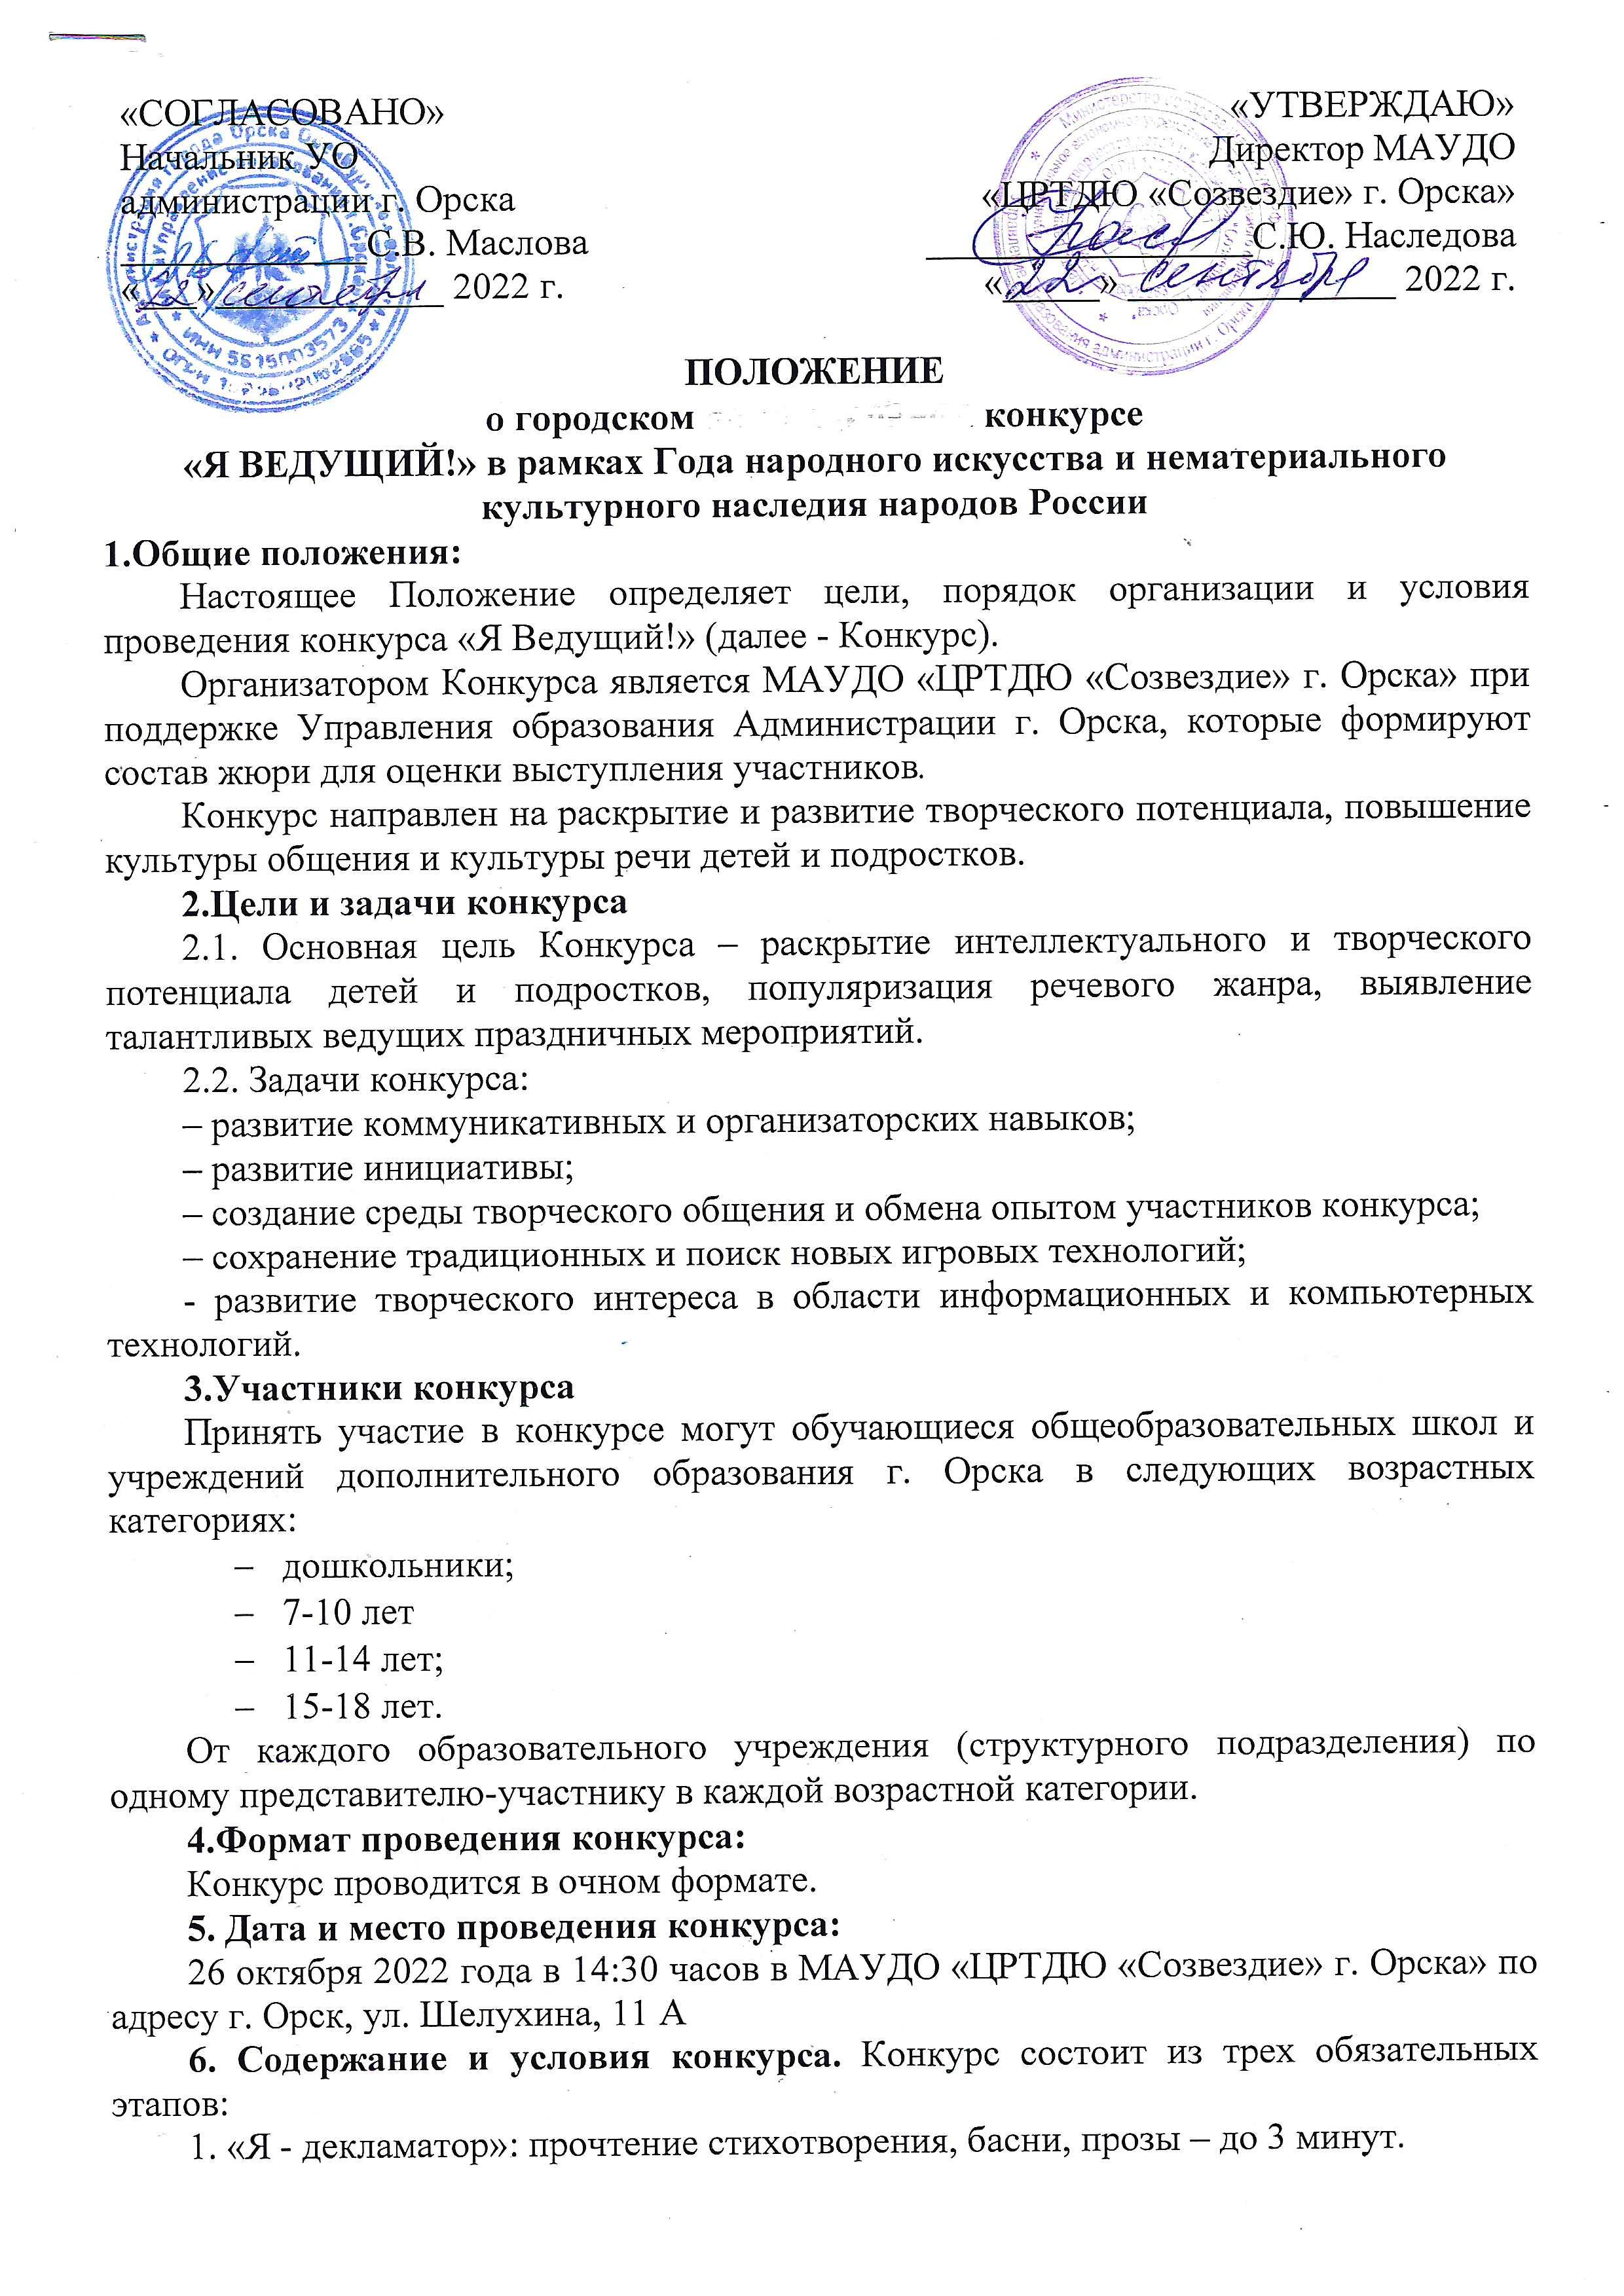 «СОГЛАСОВАНО»
Начальник УО
администрации г. Орска
С.В. Маслова
«22» сентября 2022 г.
«УТВЕРЖДАЮ»
Директор МАУДО
«ЦРТДЮ «Созвездие» г. Орска»
С.Ю. Наследова
«22» сентября 2022 г.
ИНН 5615003573
ПОЛОЖЕНИЕ
о городском конкурсе
«Я ВЕДУЩИЙ!» в рамках Года народного искусства и нематериального
культурного наследия народов России
1.Общие положения:
Настоящее Положение определяет цели, порядок организации и условия
проведения конкурса «Я Ведущий!» (далее - Конкурс).
Организатором Конкурса является МАУДО «ЦРТДЮ «Созвездие» г. Орска» при
поддержке Управления образования Администрации г. Орска, которые формируют
состав жюри для оценки выступления участников.
Конкурс направлен на раскрытие и развитие творческого потенциала, повышение
культуры общения и культуры речи детей и подростков.
2.Цели и задачи конкурса
2.1. Основная цель Конкурса – раскрытие интеллектуального и творческого
потенциала детей и подростков, популяризация речевого жанра, выявление
талантливых ведущих праздничных мероприятий.
2.2. Задачи конкурса:
– развитие коммуникативных и организаторских навыков;
– развитие инициативы;
– создание среды творческого общения и обмена опытом участников конкурса;
– сохранение традиционных и поиск новых игровых технологий;
- развитие творческого интереса в области информационных и компьютерных
технологий.
3.Участники конкурса
Принять участие в конкурсе могут обучающиеся общеобразовательных школ и
учреждений дополнительного образования г. Орска в следующих возрастных
категориях:
– дошкольники;
– 7-10 лет
– 11-14 лет;
– 15-18 лет.
От каждого образовательного учреждения (структурного подразделения) по
одному представителю-участнику в каждой возрастной категории.
4.Формат проведения конкурса:
Конкурс проводится в очном формате.
5. Дата и место проведения конкурса:
26 октября 2022 года в 14:30 часов в МАУДО «ЦРТДЮ «Созвездие» г. Орска» по
адресу г. Орск, ул. Шелухина, 11 А
6. Содержание и условия конкурса. Конкурс состоит из трех обязательных
этапов:
1. «Я - декламатор»: прочтение стихотворения, басни, прозы – до 3 минут.